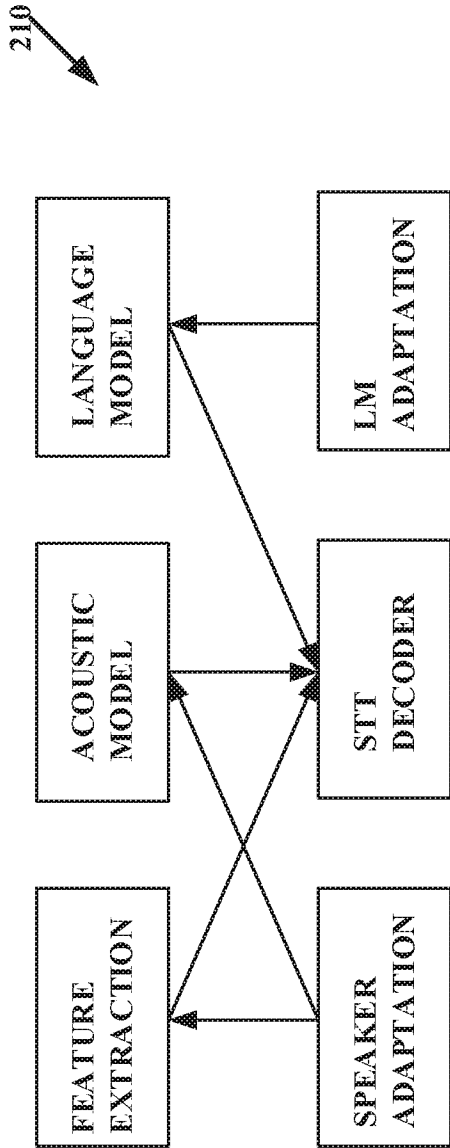 210
FEATURE
EXTRACTION
ACOUSTIC
MODEL
LANGUAGE
MODEL
SPEAKER
ADAPTATION
STT
DECODER
LM
ADAPTATION